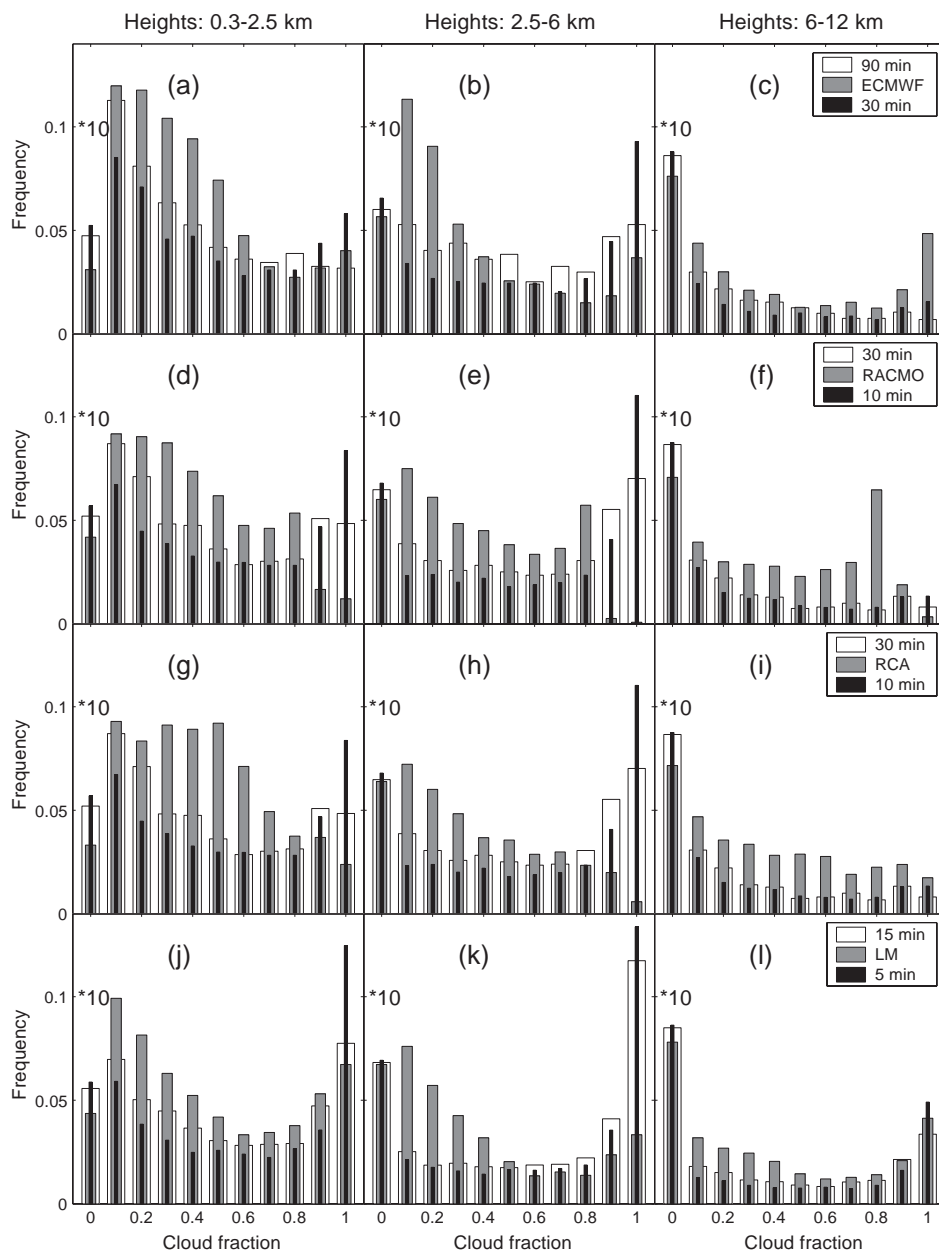 Heights: 0.3-2.5 km
Heights: 2.5-6 km
Heights: 6-12 km
(a)
(b)
(c)
90 min
ECMWF
30 min
*10
*10
*10
0.1
0.05
0
Frequency
(d)
(e)
(f)
30 min
RACMO
10 min
*10
*10
*10
0.1
0.05
0
Frequency
(g)
(h)
(i)
30 min
RCA
10 min
*10
*10
*10
0.1
0.05
0
Frequency
(j)
(k)
(l)
15 min
LM
5 min
*10
*10
*10
0.1
0.05
0
Frequency
0 0.2 0.4 0.6 0.8 1
0 0.2 0.4 0.6 0.8 1
0 0.2 0.4 0.6 0.8 1
Cloud fraction
Cloud fraction
Cloud fraction